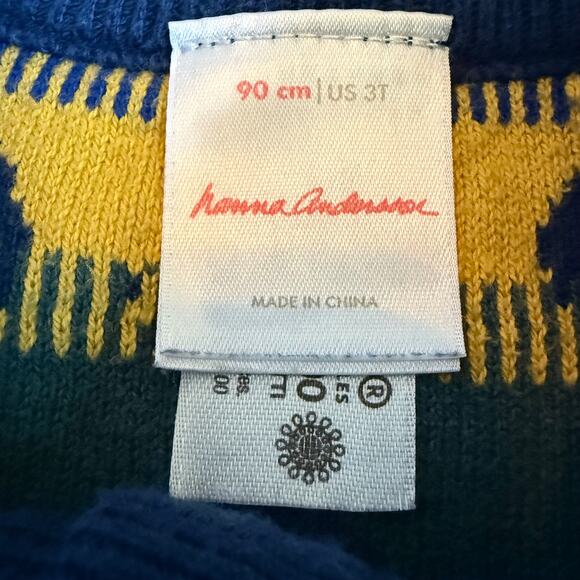 90 cm | US 3T
hanna andersson
MADE IN CHINA
®